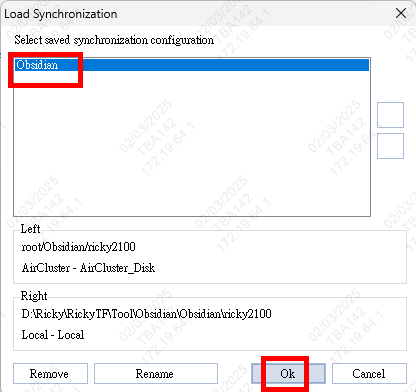 Load Synchronization
Select saved synchronization configuration
Obsidian
Left
root/Obsidian/ricky2100
AirCluster - AirCluster_Disk
Right
D:\Ricky\RickyTF\Tool\Obsidian\Obsidian\ricky2100
Local - Local
Remove
Rename
Ok
Cancel
02/03/2025
TBA142
172.19.64.1